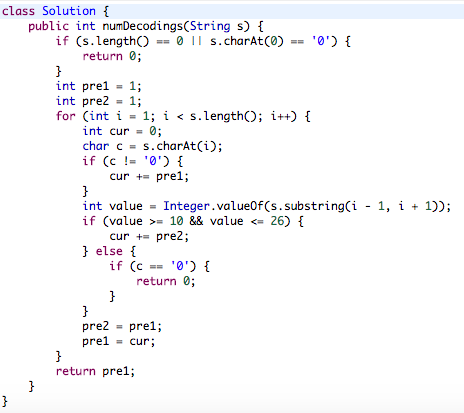 class Solution {
    public int numDecodings(String s) {
        if (s.length() == 0 || s.charAt(0) == '0') {
            return 0;
        }
        int pre1 = 1;
        int pre2 = 1;
        for (int i = 1; i < s.length(); i++) {
            int cur = 0;
            char c = s.charAt(i);
            if (c != '0') {
                cur += pre1;
            }
            int value = Integer.valueOf(s.substring(i - 1, i + 1));
            if (value >= 10 && value <= 26) {
                cur += pre2;
            } else {
                if (c == '0') {
                    return 0;
                }
            }
            pre2 = pre1;
            pre1 = cur;
        }
        return pre1;
    }
}